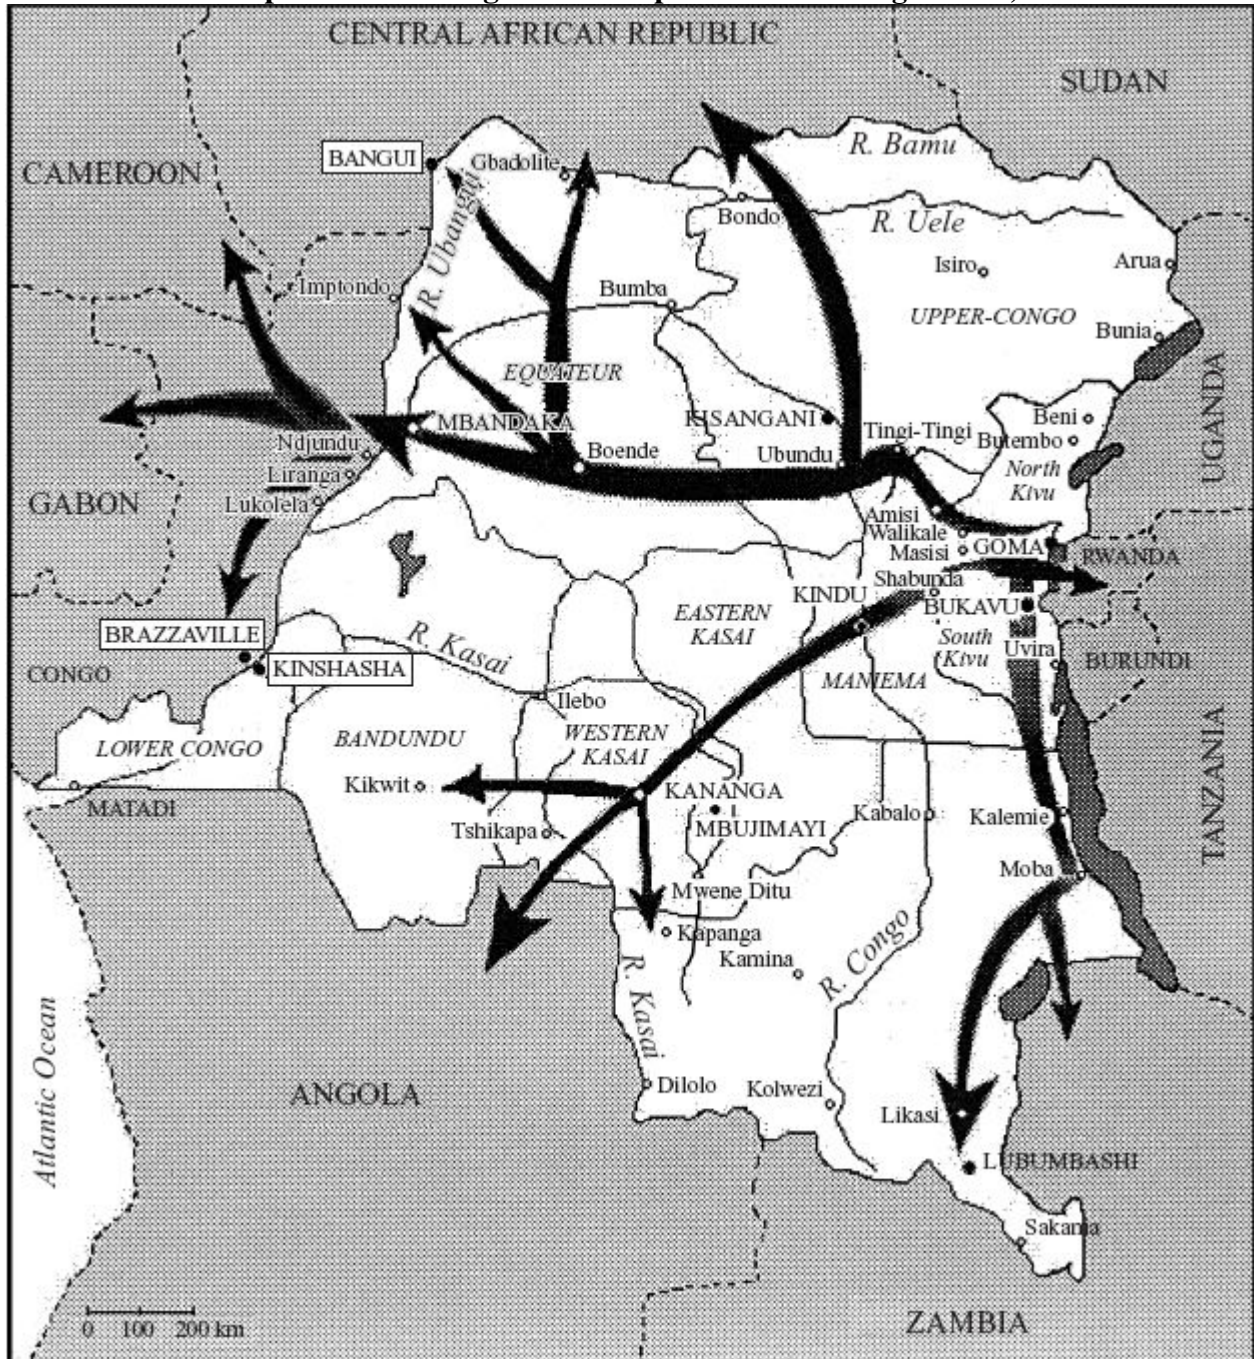 CENTRAL AFRICAN REPUBLIC
SUDAN
R. Bamu
BANGUI
Gbadolite
CAMEROON
Bondo
R. Uele
R. Ubangui
Isiro
Arua
Imptondo
Bumba
UPPER-CONGO
Bunia
UGANDA
EQUATEUR
MBANDAKA
KISANGANI
Beni
Tingi-Tingi
Butembo
Ndjundu
Boende
Ubundu
North
Kivu
Liranga
GABON
Lukolela
Amisi
Walikale
Masisi
GOMA
RWANDA
Shabunda
KINDU
BUKAVU
EASTERN
KASAI
BRAZZAVILLE
R. Kasai
South
Kivu
Uvira
BURUNDI
CONGO
KINSHASHA
MANIEMA
Ilebo
LOWER CONGO
BANDUNDU
WESTERN
KASAI
TANZANIA
Kikwit
KANANGA
MATADI
MBUJIMAYI
Kabalo
Kalemie
Tshikapa
Moba
Mwene Ditu
Kapanga
R. Congo
Kamina
R. Kasai
Atlantic Ocean
ANGOLA
Dilolo
Kolwezi
Likasi
LUBUMBASHI
Sakania
0 100 200 km
ZAMBIA